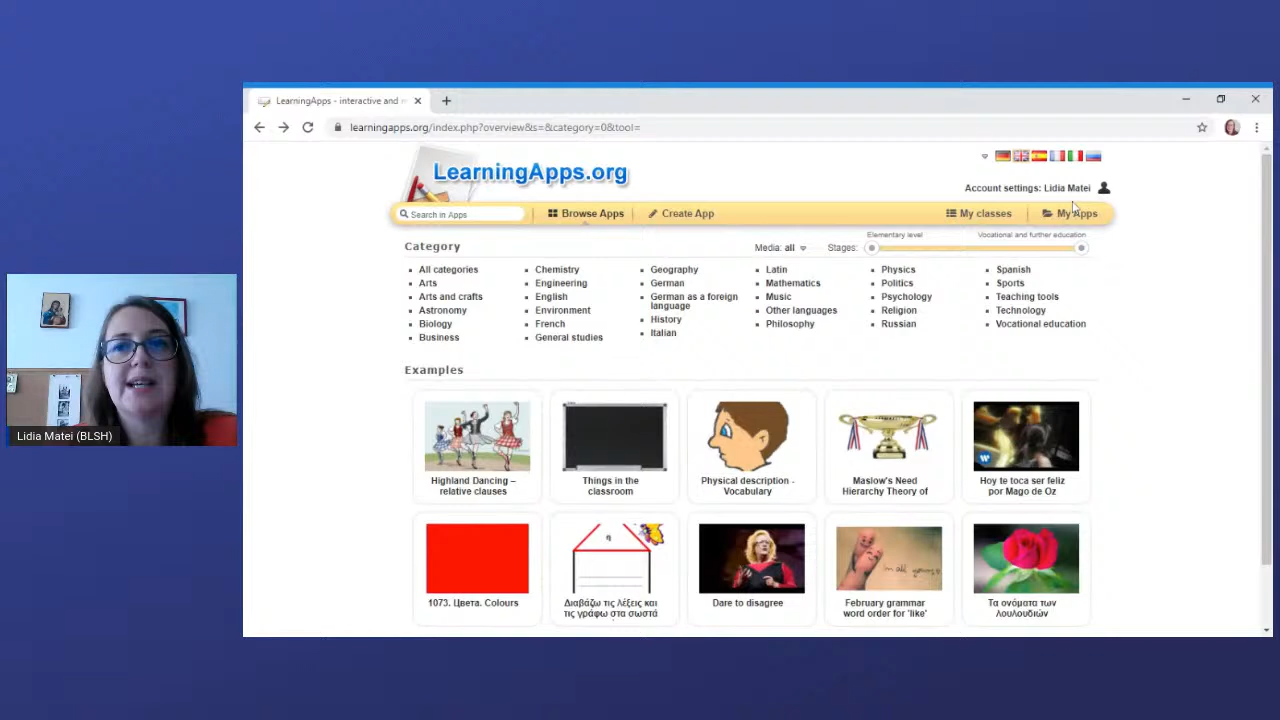 LearningApps - interactive and
learningapps.org/index.php?overview&s=&category=0&tool=
LearningApps.org
Account settings: Lidia Matei
Search in Apps
Browse Apps
Create App
My classes
My Apps
Category
Media: all
Stages:
Elementary level
Vocational and further education
All categories
Arts
Arts and crafts
Astronomy
Biology
Business
Chemistry
Engineering
English
Environment
French
General studies
Geography
German
German as a foreign
language
History
Italian
Latin
Mathematics
Music
Other languages
Philosophy
Physics
Politics
Psychology
Religion
Russian
Spanish
Sports
Teaching tools
Technology
Vocational education
Examples
Highland Dancing –
relative clauses
Things in the
classroom
Physical description -
Vocabulary
Maslow's Need
Hierarchy Theory of
Hoy te toca ser feliz
por Mago de Oz
η
im all yours
1073. Цвета. Colours
Διαβάζω τις λέξεις και
τις γράφω στα σωστά
Dare to disagree
February grammar
word order for 'like'
Τα ονόματα των
λουλουδιών
Lidia Matei (BLSH)